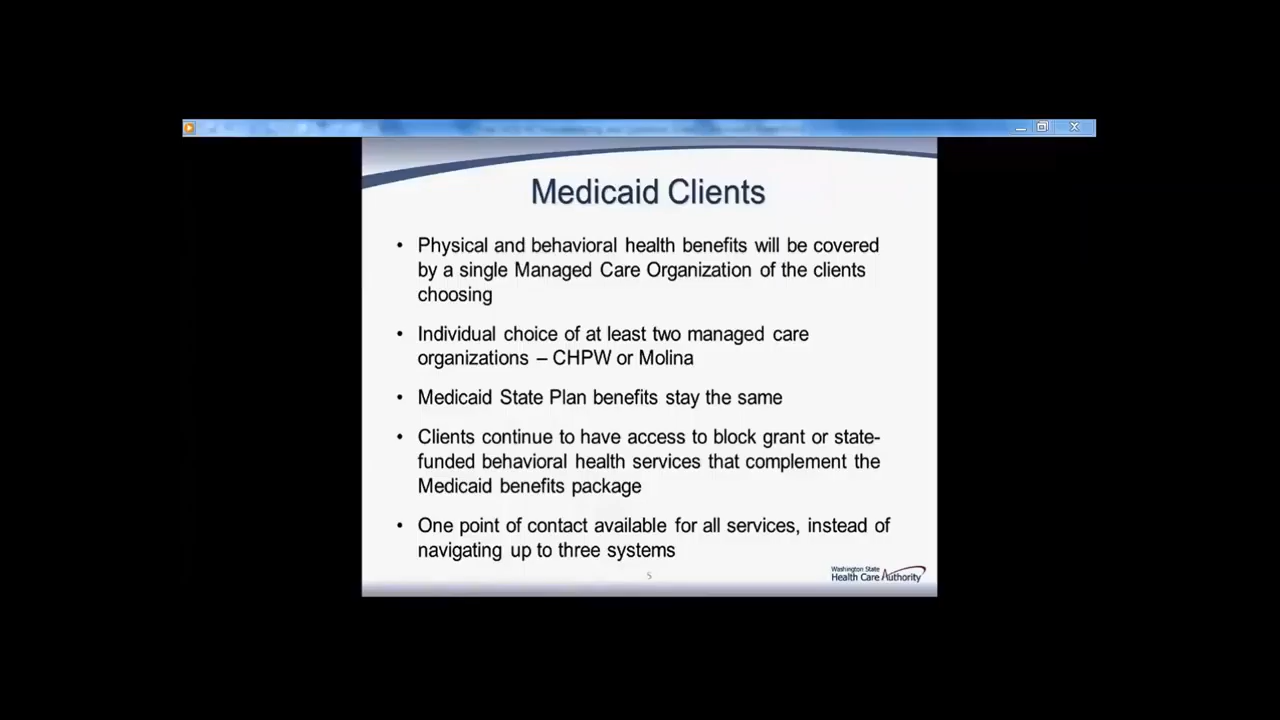 Medicaid Clients
• Physical and behavioral health benefits will be covered
by a single Managed Care Organization of the clients
choosing
• Individual choice of at least two managed care
organizations – CHPW or Molina
• Medicaid State Plan benefits stay the same
• Clients continue to have access to block grant or state-
funded behavioral health services that complement the
Medicaid benefits package
• One point of contact available for all services, instead of
navigating up to three systems
5
Washington State
Health Care Authority